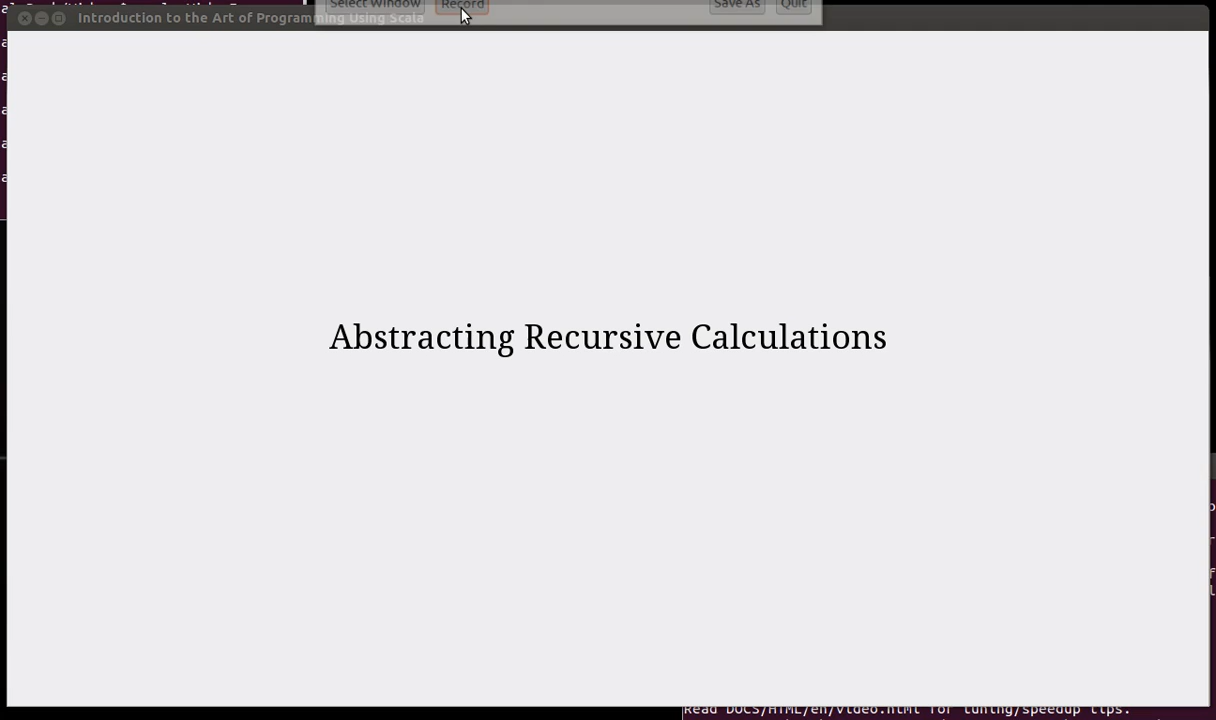 Select Window Record Save As Quit
Introduction to the Art of Programming Using Scala
Abstracting Recursive Calculations
Read DOCS/HTML/en/video.html for tuning/speedup tips.